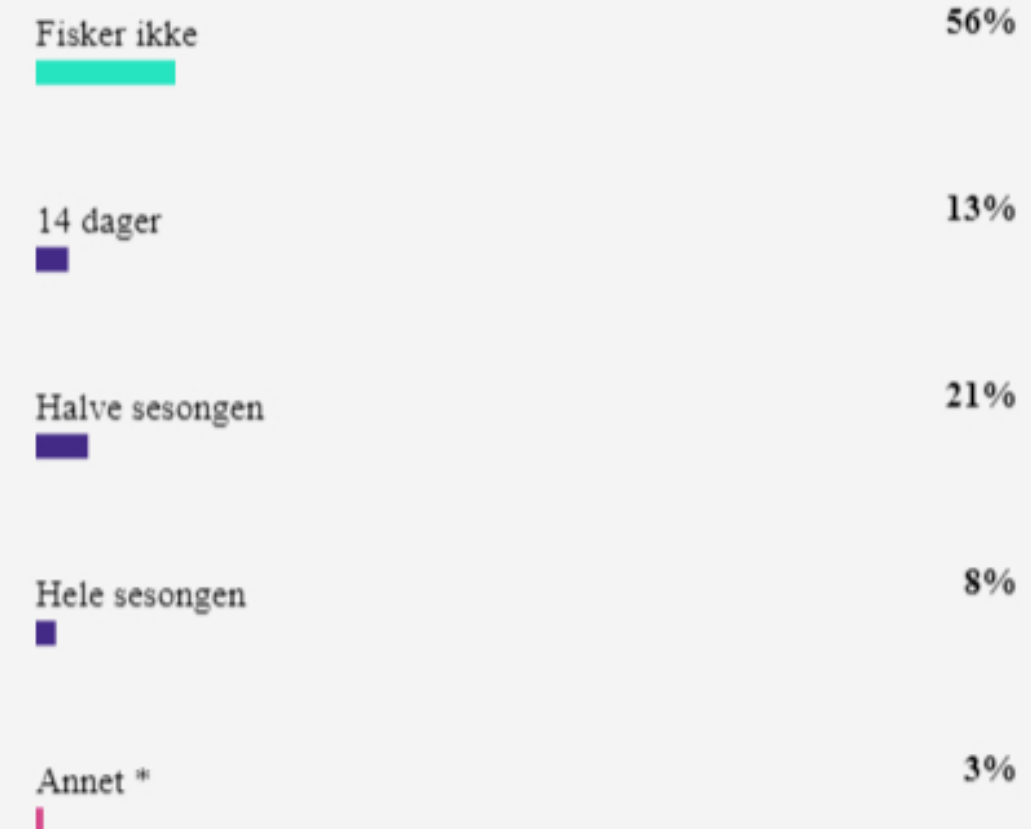 Fisker ikke 56%
14 dager 13%
Halve sesongen 21%
Hele sesongen 8%
Annet * 3%